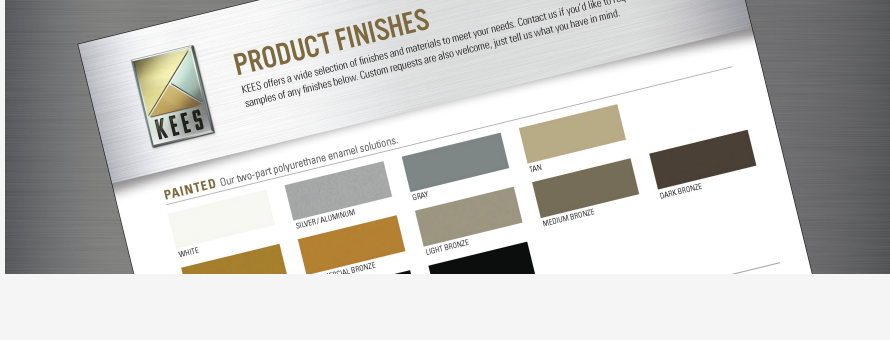 KEES
PRODUCT FINISHES
KEES offers a wide selection of finishes and materials to meet your needs. Contact us if you'd like to
samples of any finishes below. Custom requests are also welcome, just tell us what you have in mind.
PAINTED Our two-part polyurethane enamel solutions.
WHITE
SILVER/ALUMINUM
GRAY
TAN
BRONZE
LIGHT BRONZE
MEDIUM BRONZE
DARK BRONZE